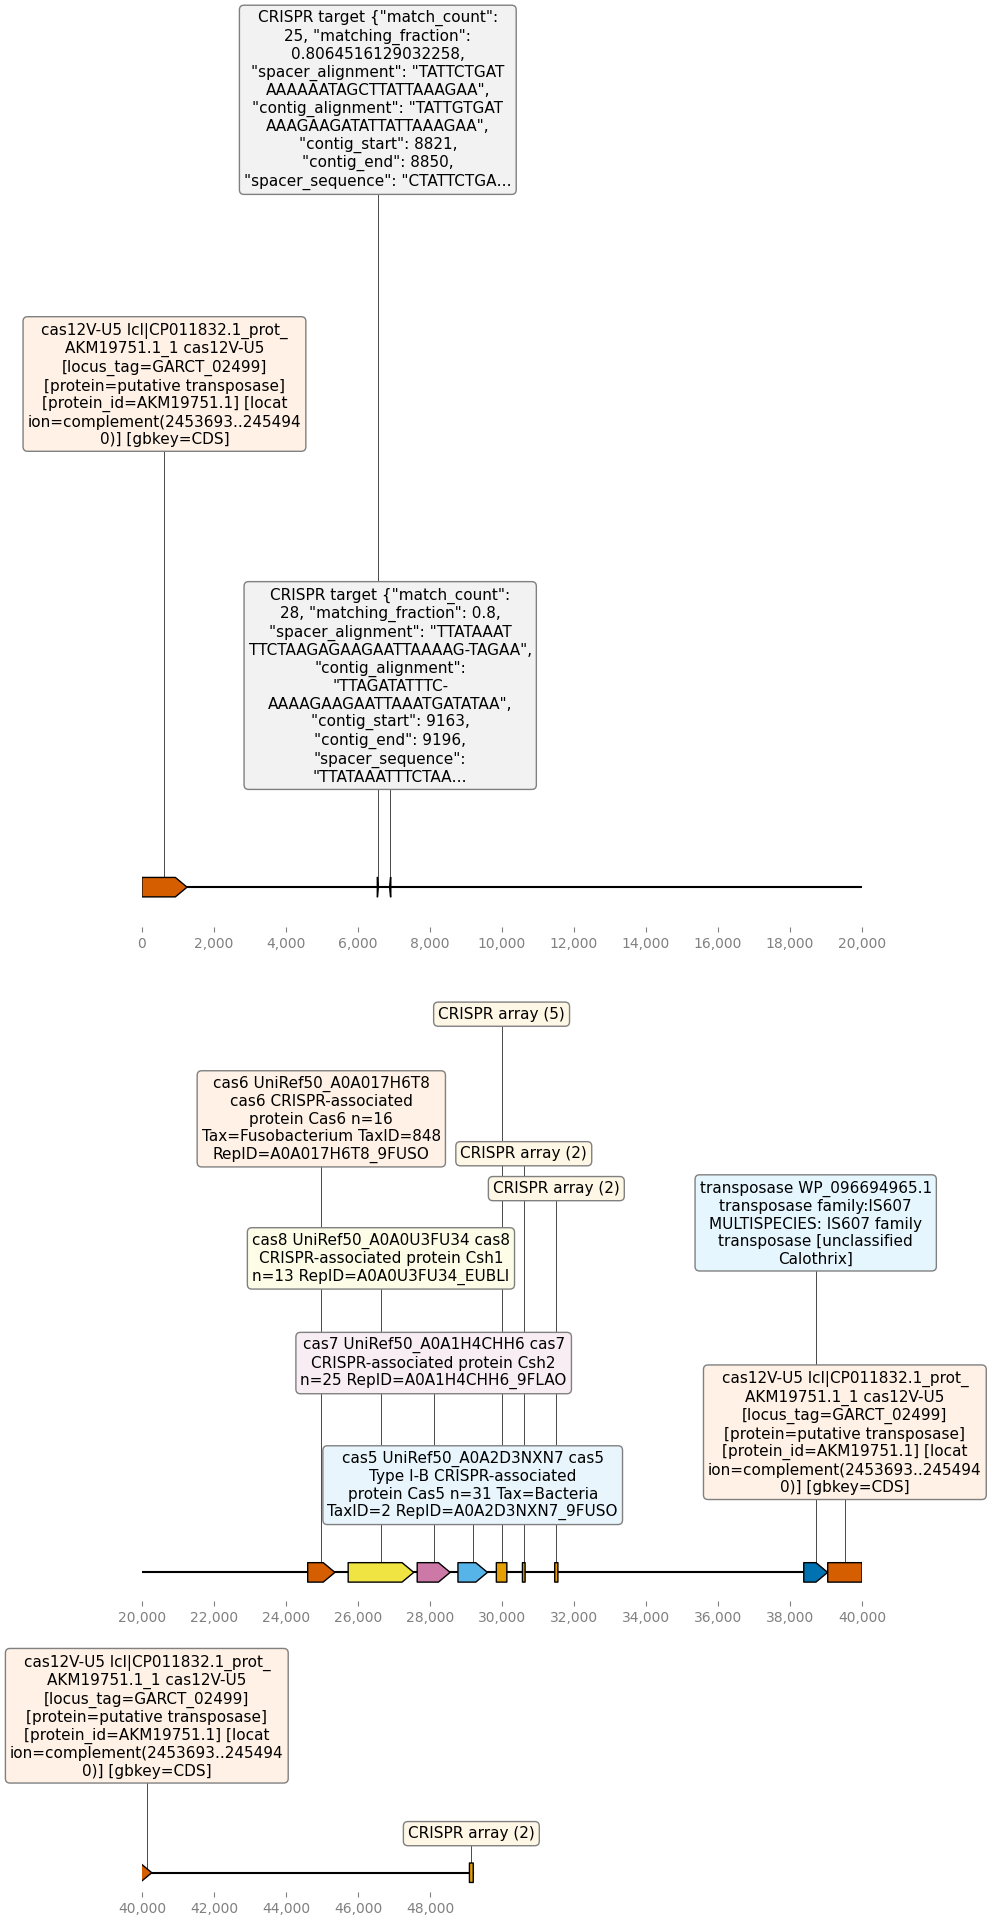 CRISPR target {"match_count":
25, "matching_fraction":
0.8064516129032258,
"spacer_alignment": "TATTCTGAT
AAAAAATAGCTTATTAAAGAA",
"contig_alignment": "TATTGTGAT
AAAGAAGATATTATTAAAGAA",
"contig_start": 8821,
"contig_end": 8850,
"spacer_sequence": "CTATTCTGA...
cas12V-U5 lcl|CP011832.1_prot_
AKM19751.1_1 cas12V-U5
[locus_tag=GARCT_02499]
[protein=putative transposase]
[protein_id=AKM19751.1] [locat
ion=complement(2453693..245494
0)] [gbkey=CDS]
CRISPR target {"match_count":
28, "matching_fraction": 0.8,
"spacer_alignment": "TTATAAAT
TTCTAAGAGAAGAATTAAAAG-TAGAA",
"contig_alignment":
"TTAGATATTTC-
AAAAGAAGAATTAAATGATATAA",
"contig_start": 9163,
"contig_end": 9196,
"spacer_sequence":
"TTATAAATTTCTAA...
0 2,000 4,000 6,000 8,000 10,000 12,000 14,000 16,000 18,000 20,000
CRISPR array (5)
cas6 UniRef50_A0A017H6T8
cas6 CRISPR-associated
protein Cas6 n=16
Tax=Fusobacterium TaxID=848
RepID=A0A017H6T8_9FUSO
CRISPR array (2)
CRISPR array (2)
transposase WP_096694965.1
transposase family:IS607
MULTISPECIES: IS607 family
transposase [unclassified
Calothrix]
cas8 UniRef50_A0A0U3FU34 cas8
CRISPR-associated protein Csh1
n=13 RepID=A0A0U3FU34_EUBLI
cas7 UniRef50_A0A1H4CHH6 cas7
CRISPR-associated protein Csh2
n=25 RepID=A0A1H4CHH6_9FLAO
cas12V-U5 lcl|CP011832.1_prot_
AKM19751.1_1 cas12V-U5
[locus_tag=GARCT_02499]
[protein=putative transposase]
[protein_id=AKM19751.1] [locat
ion=complement(2453693..245494
0)] [gbkey=CDS]
cas5 UniRef50_A0A2D3NXN7 cas5
Type I-B CRISPR-associated
protein Cas5 n=31 Tax=Bacteria
TaxID=2 RepID=A0A2D3NXN7_9FUSO
20,000 22,000 24,000 26,000 28,000 30,000 32,000 34,000 36,000 38,000 40,000
cas12V-U5 lcl|CP011832.1_prot_
AKM19751.1_1 cas12V-U5
[locus_tag=GARCT_02499]
[protein=putative transposase]
[protein_id=AKM19751.1] [locat
ion=complement(2453693..245494
0)] [gbkey=CDS]
CRISPR array (2)
40,000 42,000 44,000 46,000 48,000